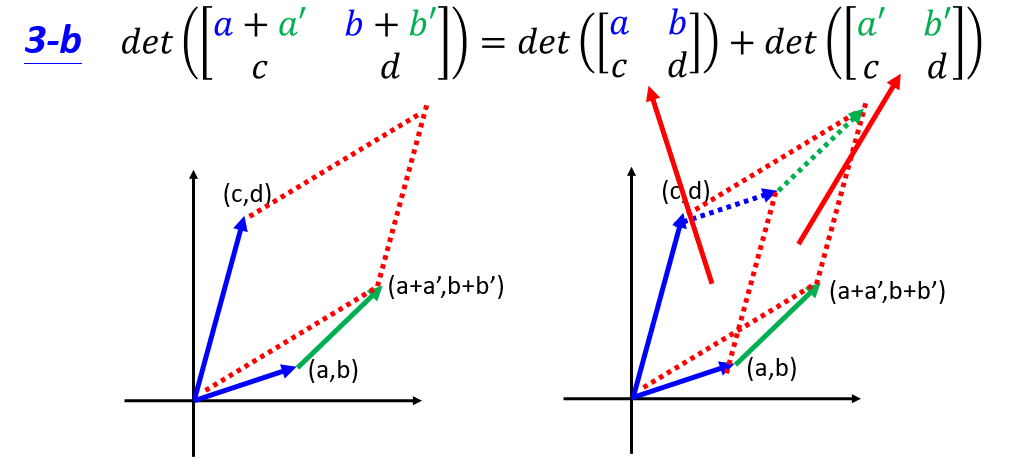 3-b det([a + a′ b + b′ c d]) = det([a b c d]) + det([a′ b′ c d])
(c,d) (c,d)
(a+a’,b+b’) (a+a’,b+b’)
(a,b) (a,b)